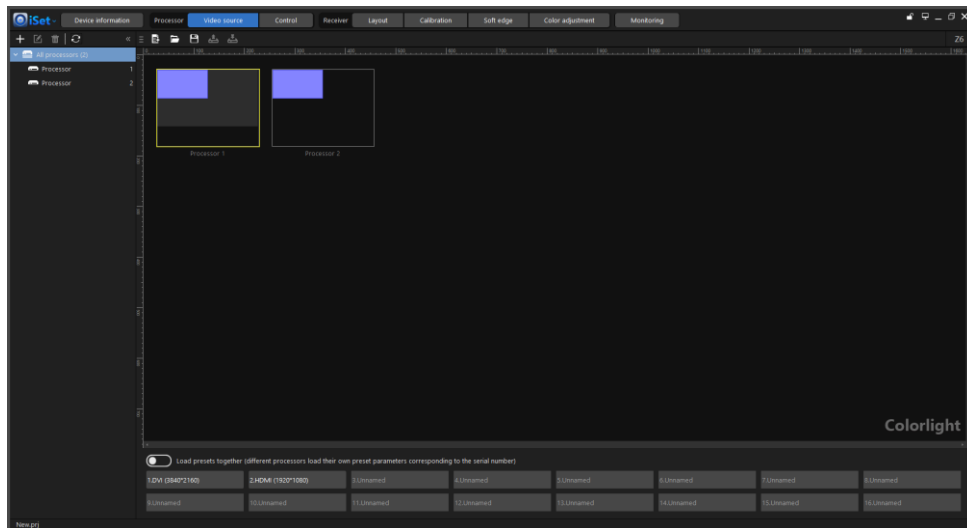 iSet
Device information
Processor
Video source
Control
Receiver
Layout
Calibration
Soft edge
Color adjustment
Monitoring
Z6
All processors (2)
Processor 1
Processor 2
Processor 1
Processor 2
Colorlight
Load presets together (different processors load their own preset parameters corresponding to the serial number)
1.DVI (3840*2160)
2.HDMI (1920*1080)
3.Unnamed
4.Unnamed
5.Unnamed
6.Unnamed
7.Unnamed
8.Unnamed
9.Unnamed
10.Unnamed
11.Unnamed
12.Unnamed
13.Unnamed
14.Unnamed
15.Unnamed
16.Unnamed
New.prj